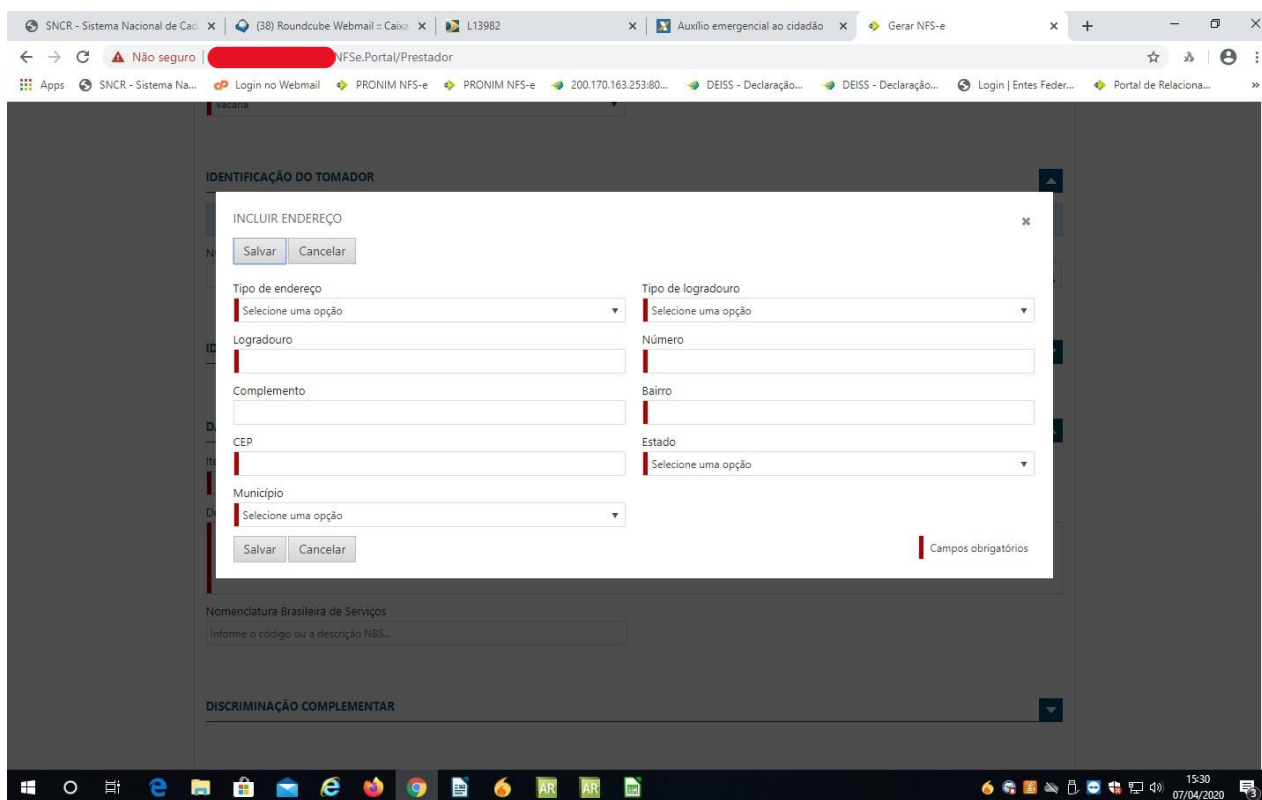 SNCR - Sistema Nacional de Cad
(38) Roundcube Webmail :: Caixa
L13982
Auxílio emergencial ao cidadão
Gerar NFS-e
Não seguro
NFSe.Portal/Prestador
Apps
SNCR - Sistema Na...
Login no Webmail
PRONIM NFS-e
PRONIM NFS-e
200.170.163.253:80...
DEISS - Declaração...
DEISS - Declaração...
Login | Entes Feder...
Portal de Relaciona...
Vacaria
IDENTIFICAÇÃO DO TOMADOR
INCLUIR ENDEREÇO
Salvar Cancelar
Tipo de endereço Tipo de logradouro
Selecione uma opção Selecione uma opção
Logradouro Número
Complemento Bairro
CEP Estado
Selecione uma opção
Município
Selecione uma opção
Salvar Cancelar Campos obrigatórios
Nomenclatura Brasileira de Serviços
Informe o código ou a descrição NBS...
DISCRIMINAÇÃO COMPLEMENTAR
AR AR
15:30
07/04/2020
3